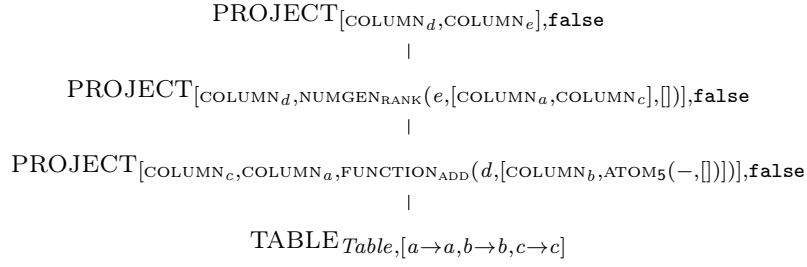 PROJECT[COLUMN_d,COLUMN_e],false
PROJECT[COLUMN_d,NUMGEN_RANK(e,[COLUMN_a,COLUMN_c],[])],false
PROJECT[COLUMN_c,COLUMN_a,FUNCTION_ADD(d,[COLUMN_b,ATOM_5(−,[])])],false
TABLE_Table,[a→a,b→b,c→c]